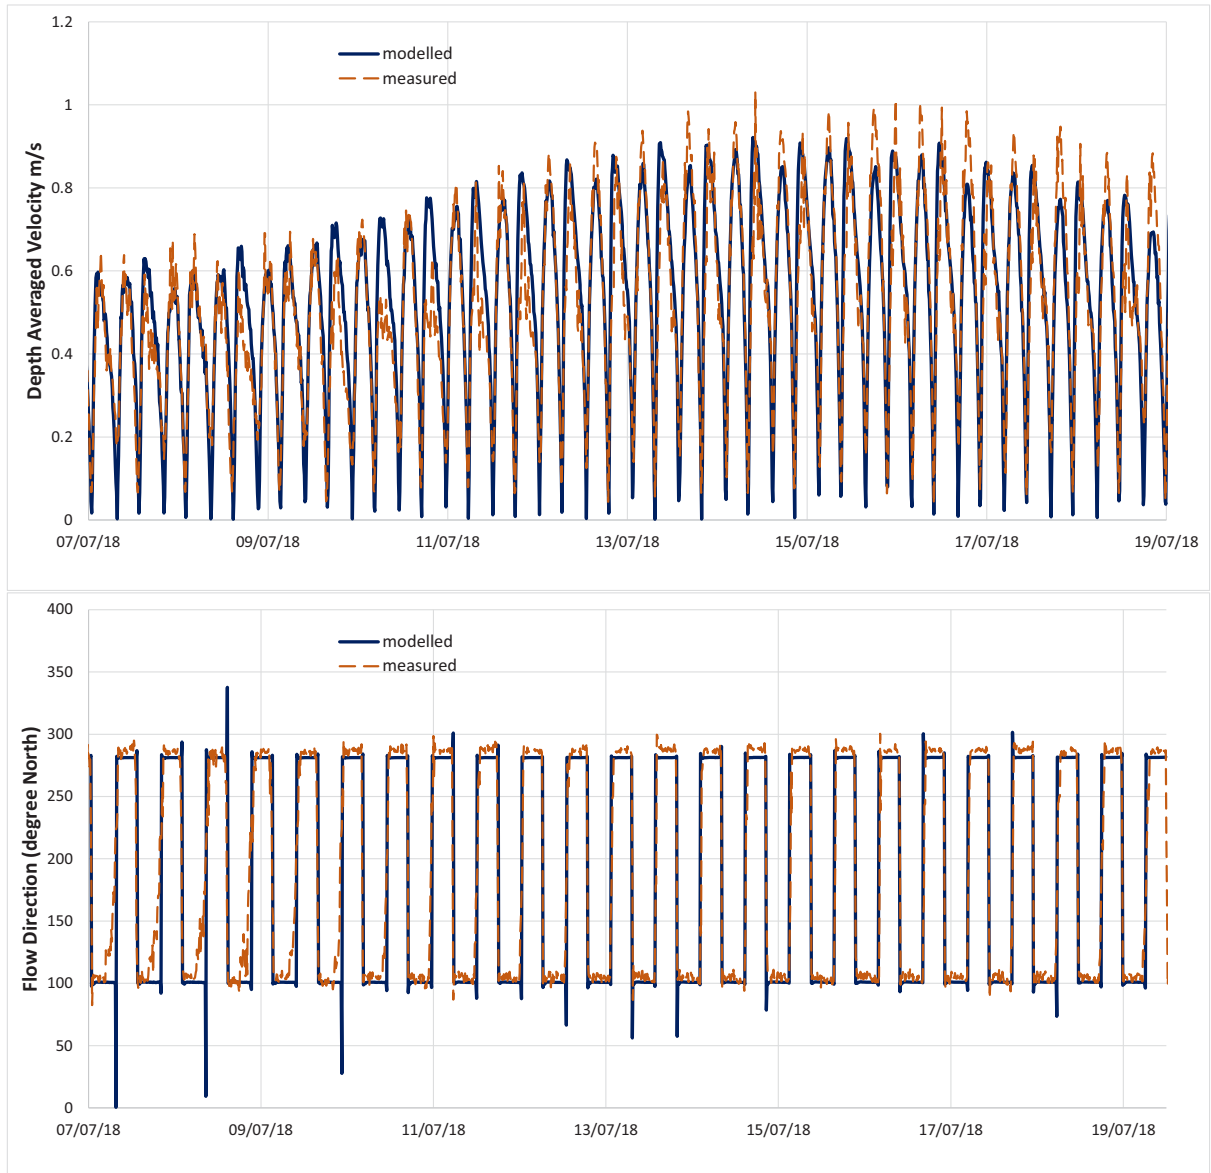 1.2
modelled
measured
1
0.8
0.6
0.4
0.2
0
Depth Averaged Velocity m/s
07/07/18 09/07/18 11/07/18 13/07/18 15/07/18 17/07/18 19/07/18
400
modelled
measured
350
300
250
200
150
100
50
0
Flow Direction (degree North)
07/07/18 09/07/18 11/07/18 13/07/18 15/07/18 17/07/18 19/07/18